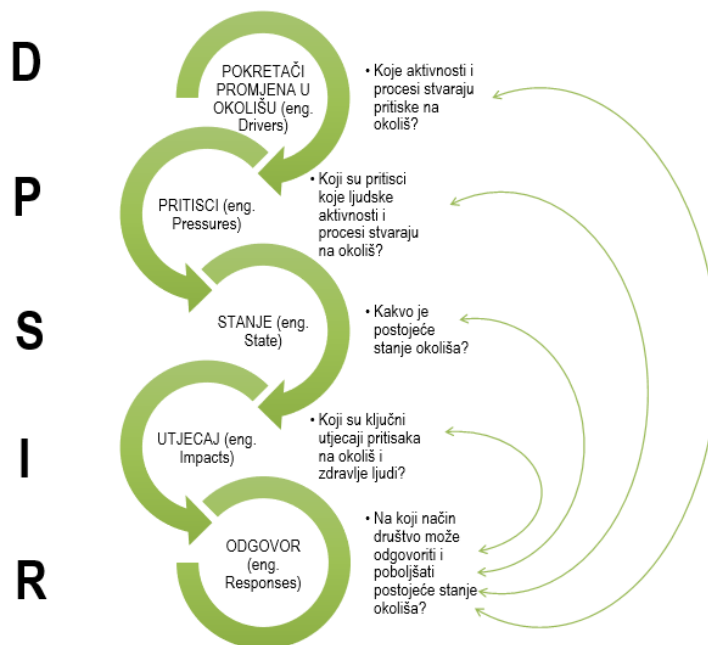 D
POKRETAČI
PROMJENA U
OKOLIŠU (eng.
Drivers)
• Koje aktivnosti i
procesi stvaraju
pritiske na
okoliš?
P
PRITISCI (eng.
Pressures)
• Koji su pritisci
koje ljudske
aktivnosti i
procesi stvaraju
na okoliš?
S
STANJE (eng.
State)
• Kakvo je
postojeće
stanje okoliša?
I
UTJECAJ (eng.
Impacts)
• Koji su ključni
utjecaji pritisaka
na okoliš i
zdravlje ljudi?
R
ODGOVOR
(eng.
Responses)
• Na koji način
društvo može
odgovoriti i
poboljšati
postojeće stanje
okoliša?